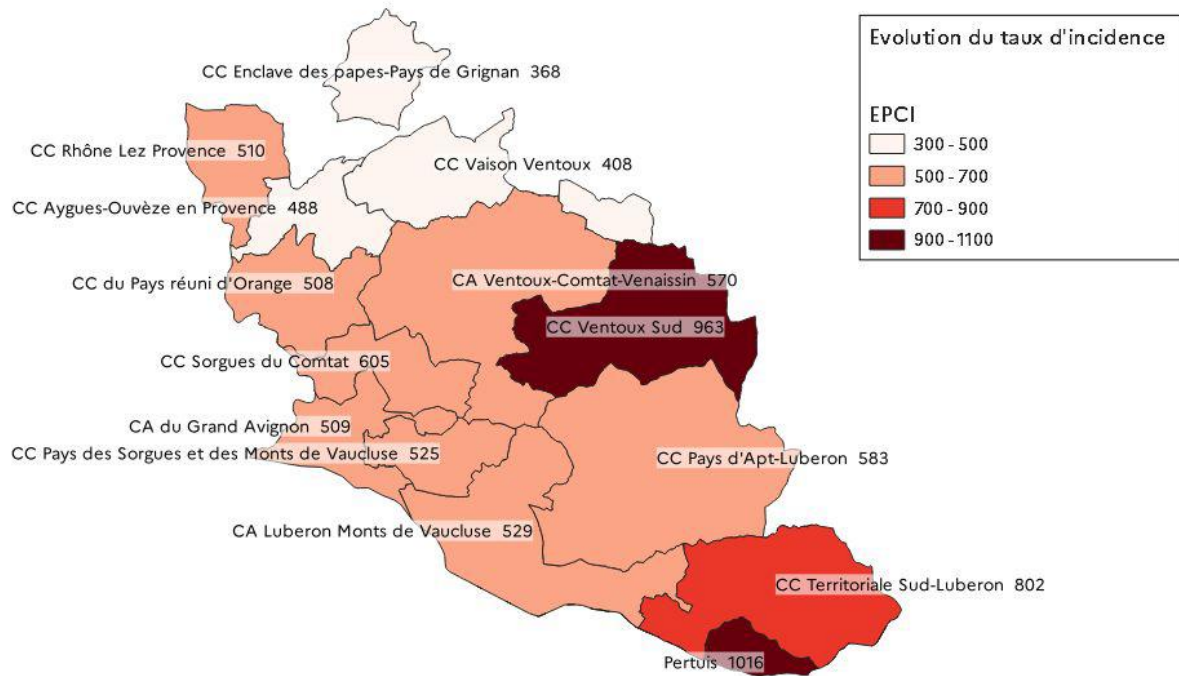 Evolution du taux d'incidence
EPCI
300 - 500
500 - 700
700 - 900
900 - 1100
CC Enclave des papes-Pays de Grignan 368
CC Rhône Lez Provence 510
CC Vaison Ventoux 408
CC Aygues-Ouvèze en Provence 488
CC du Pays réuni d'Orange 508
CA Ventoux-Comtat-Venaissin 570
CC Ventoux Sud 963
CC Sorgues du Comtat 605
CA du Grand Avignon 509
CC Pays des Sorgues et des Monts de Vaucluse 525
CC Pays d'Apt-Luberon 583
CA Luberon Monts de Vaucluse 529
CC Territoriale Sud-Luberon 802
Pertuis 1016